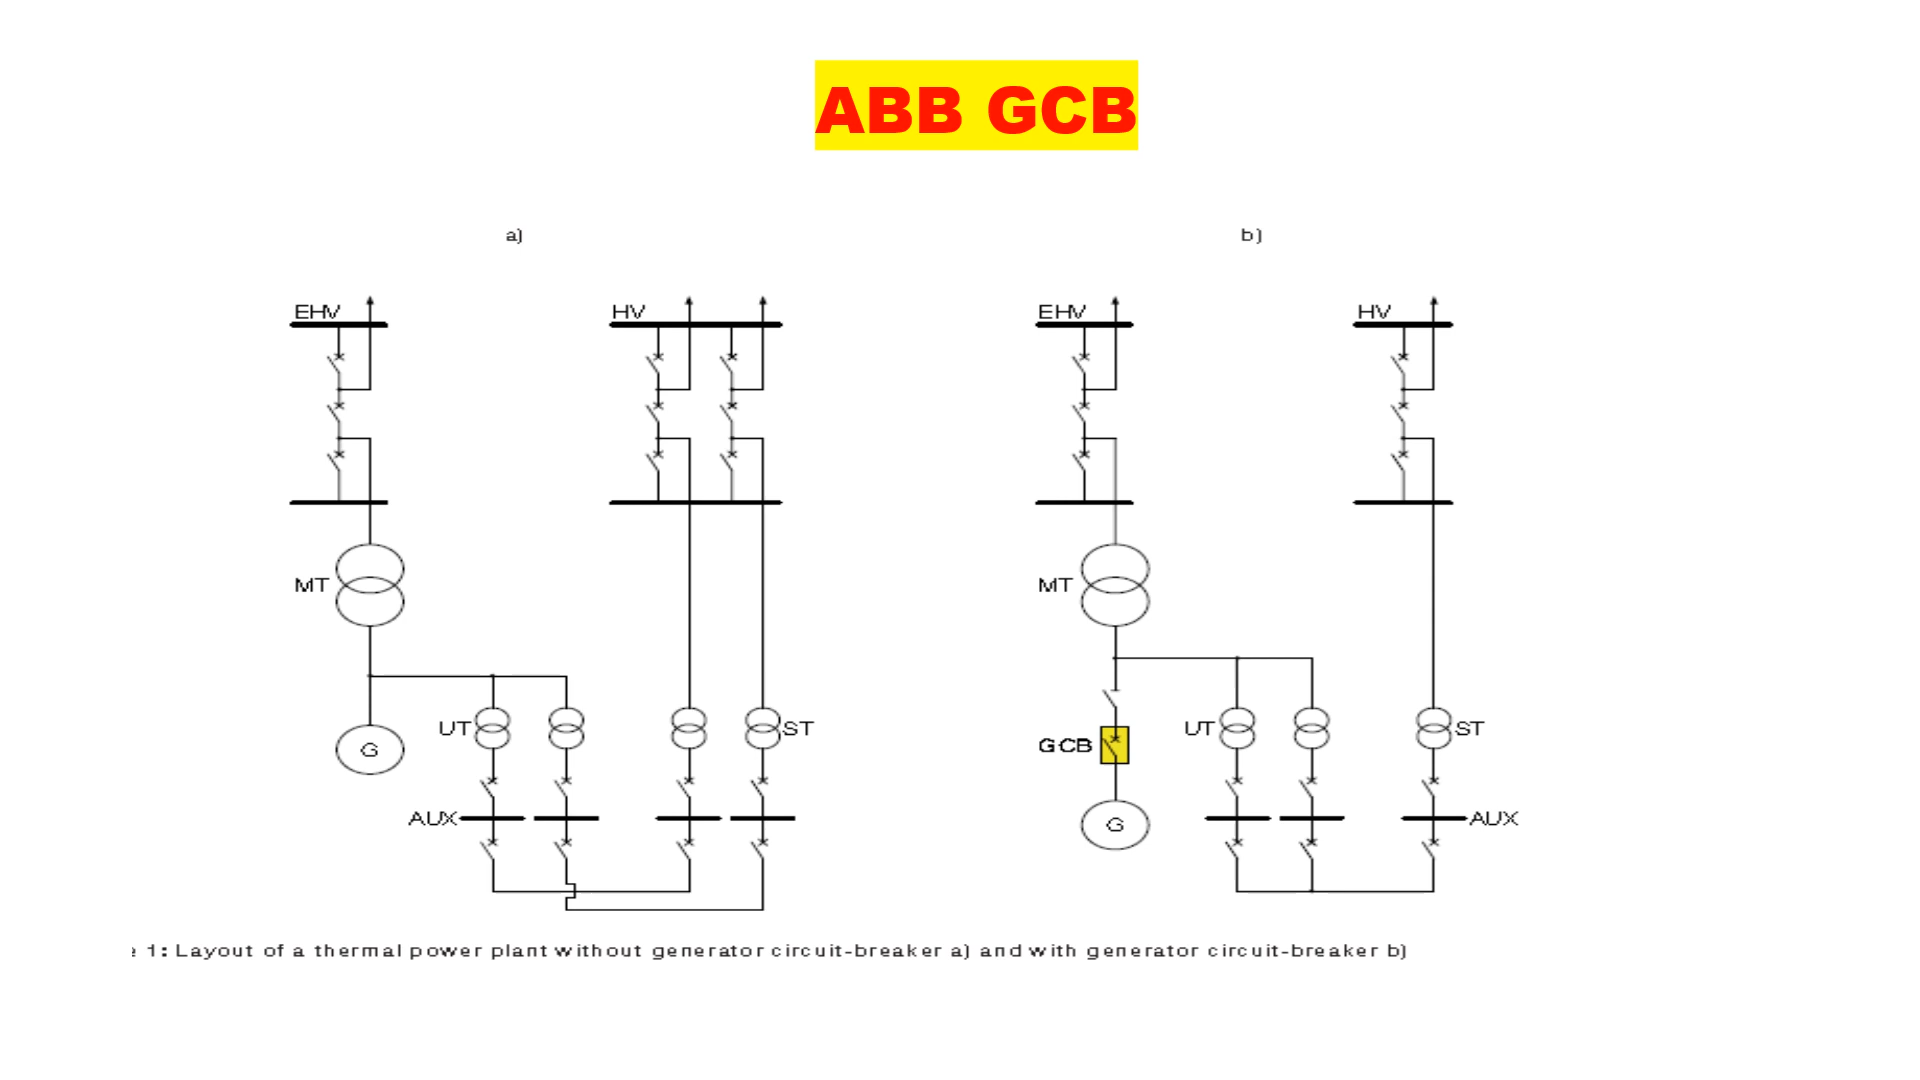 ABB GCB
a)
b)
EHV
HV
EHV
HV
MT
MT
UT
ST
UT
ST
G
GCB
AUX
G
AUX
1: Layout of a thermal power plant without generator circuit-breaker a) and with generator circuit-breaker b)